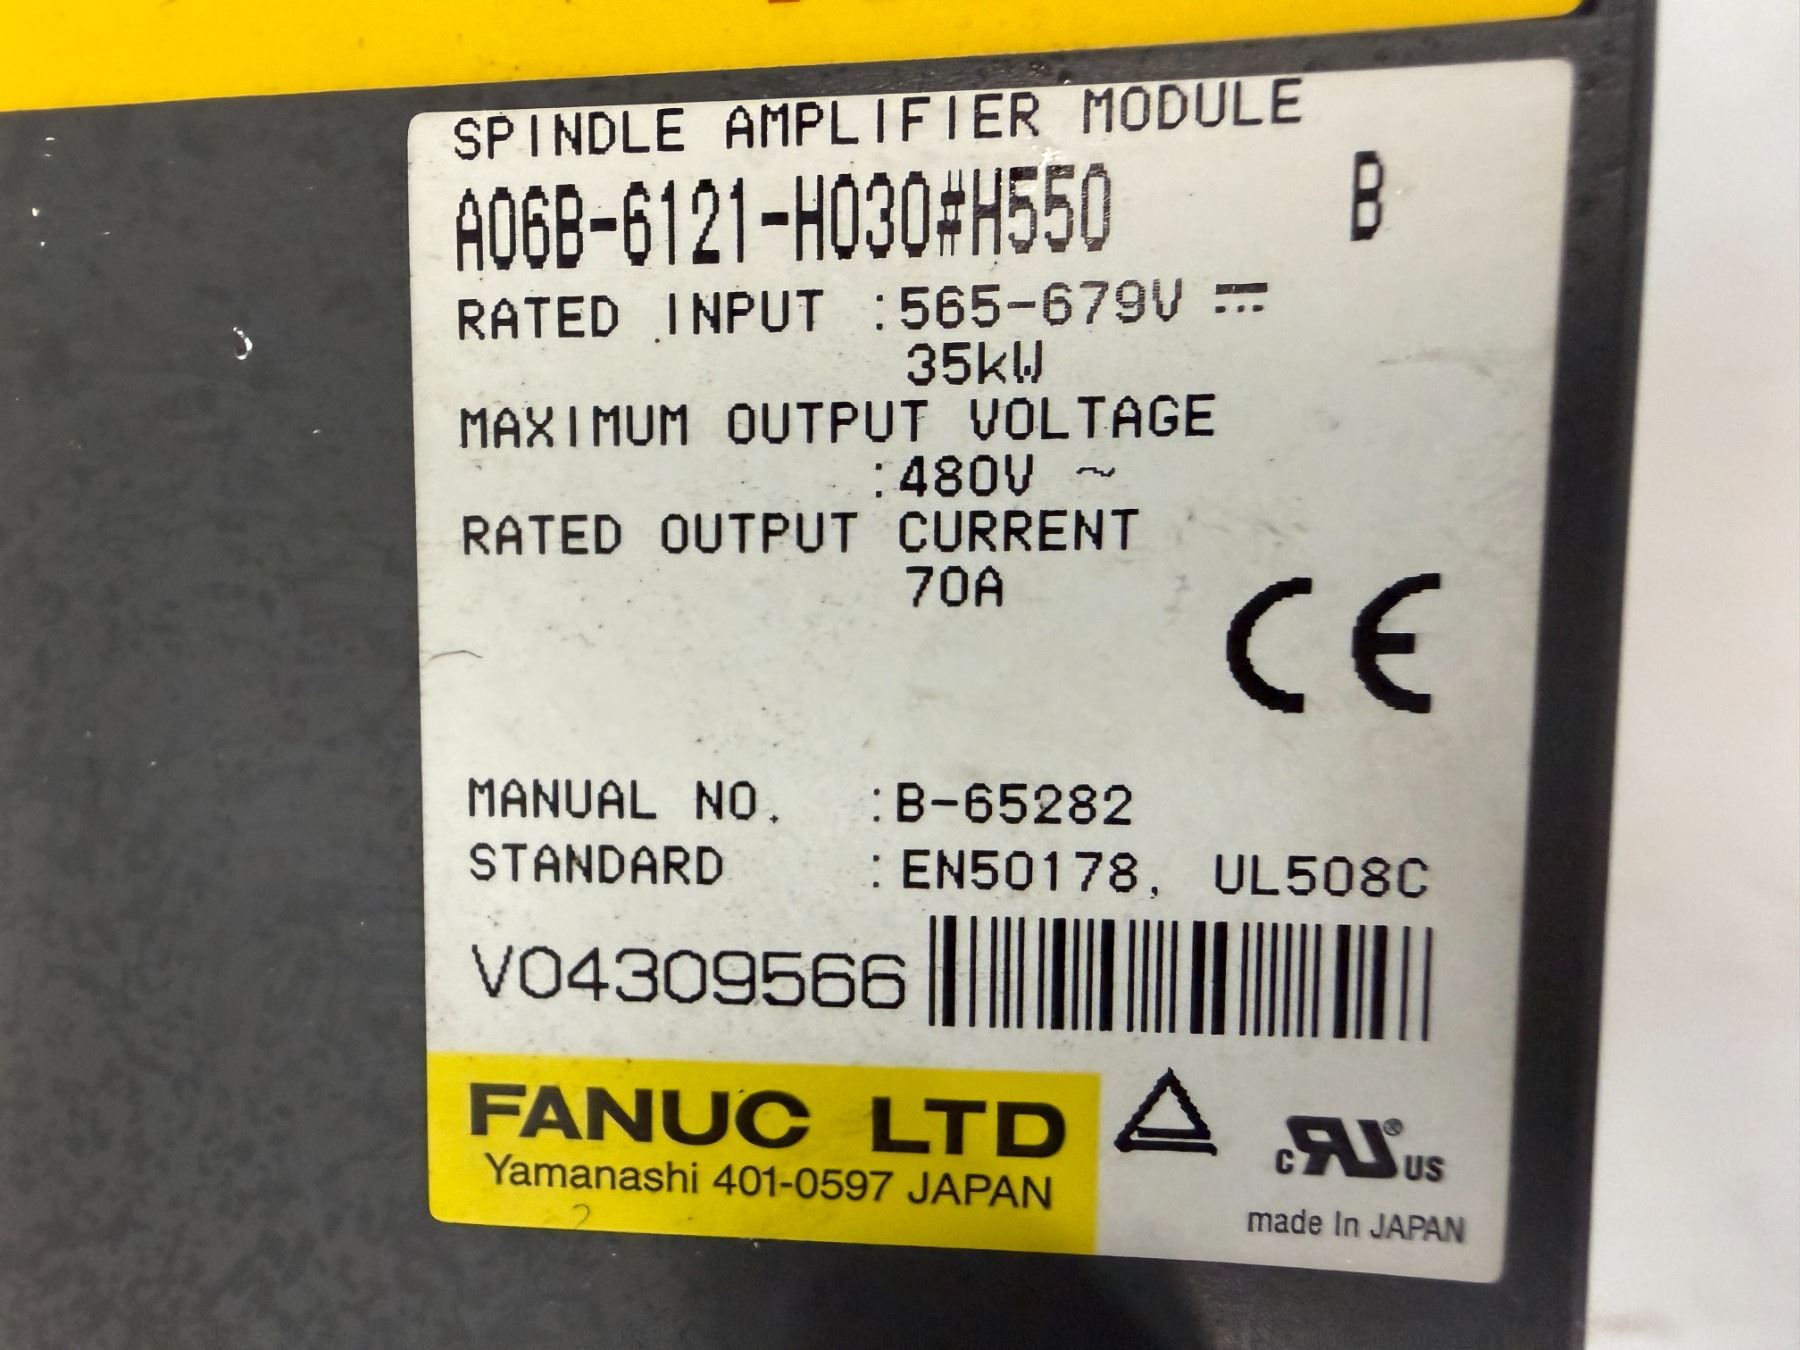 SPINDLE AMPLIFIER MODULE
A06B-6121-H030#H550 B
RATED INPUT :565-679V ⎓
35kW
MAXIMUM OUTPUT VOLTAGE
:480V ~
RATED OUTPUT CURRENT
70A
CE
MANUAL NO. :B-65282
STANDARD :EN50178, UL508C
V04309566
FANUC LTD
Yamanashi 401-0597 JAPAN
c RU ® US
made In JAPAN